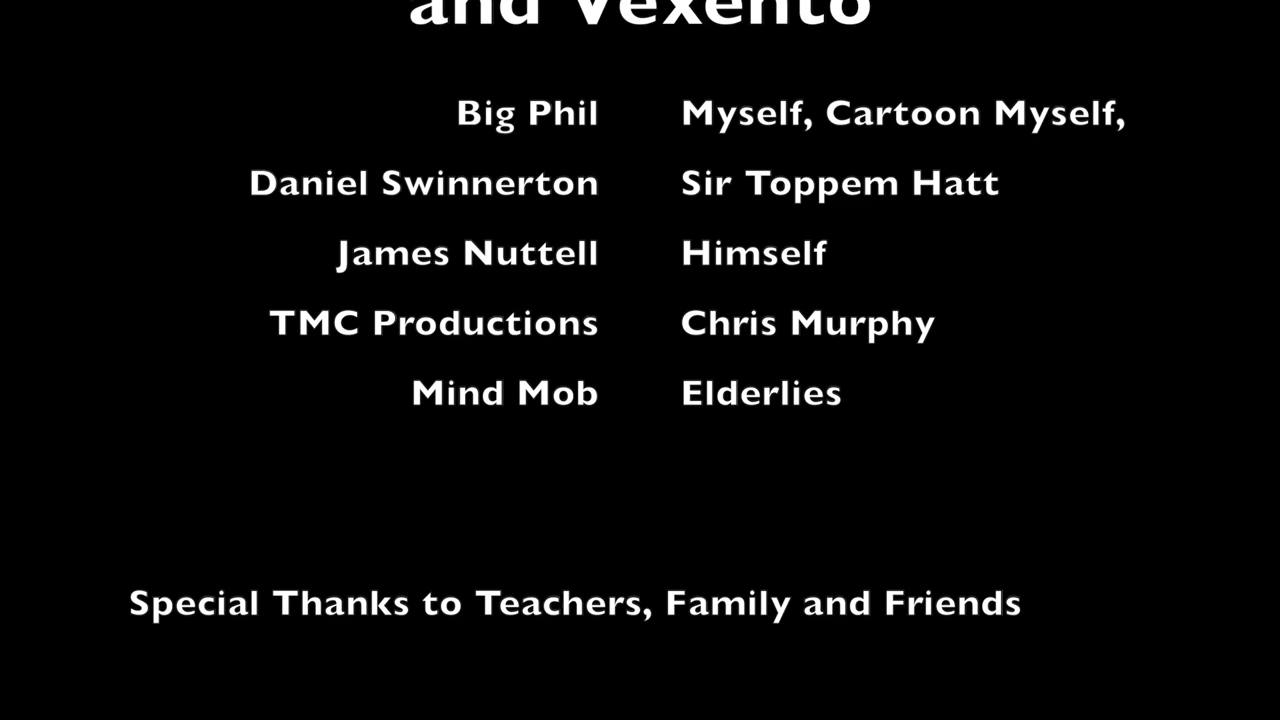 and Vexento
Big Phil Myself, Cartoon Myself,
Daniel Swinnerton Sir Toppem Hatt
James Nuttell Himself
TMC Productions Chris Murphy
Mind Mob Elderlies
Special Thanks to Teachers, Family and Friends